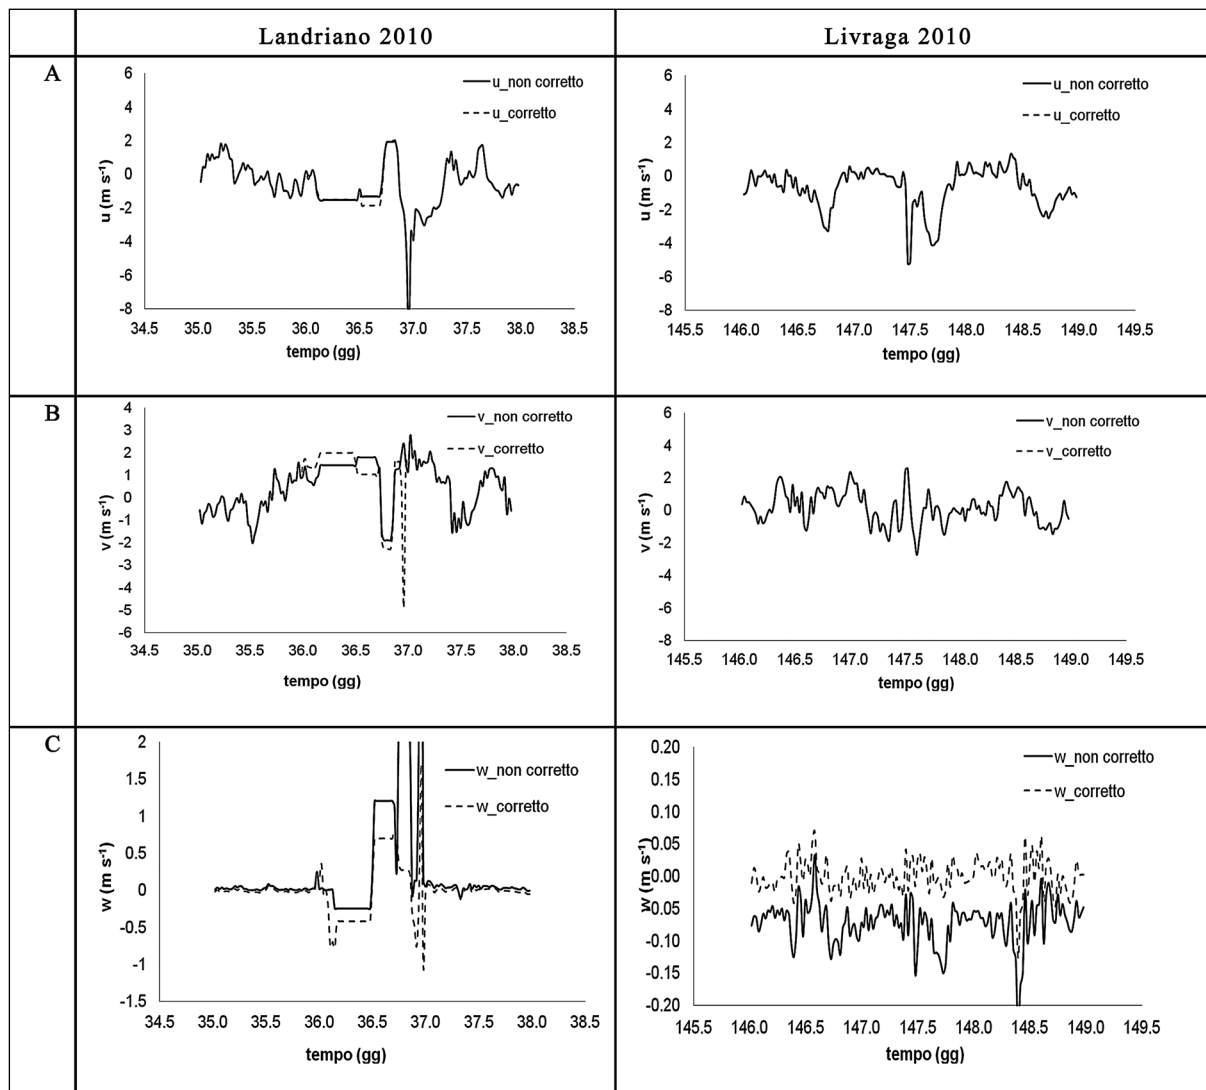 Landriano 2010
Livraga 2010
A
6
4
2
0
-2
-4
-6
-8
u (m s⁻¹)
34.5 35.0 35.5 36.0 36.5 37.0 37.5 38.0 38.5
tempo (gg)
u_non corretto
u_corretto
6
4
2
0
-2
-4
-6
-8
u (m s⁻¹)
145.5 146.0 146.5 147.0 147.5 148.0 148.5 149.0 149.5
tempo (gg)
u_non corretto
u_corretto
B
4
3
2
1
0
-1
-2
-3
-4
-5
-6
v (m s⁻¹)
34.5 35.0 35.5 36.0 36.5 37.0 37.5 38.0 38.5
tempo (gg)
v_non corretto
v_corretto
6
4
2
0
-2
-4
-6
-8
v (m s⁻¹)
145.5 146.0 146.5 147.0 147.5 148.0 148.5 149.0 149.5
tempo (gg)
v_non corretto
v_corretto
C
2
1.5
1
0.5
0
-0.5
-1
-1.5
w (m s⁻¹)
34.5 35.0 35.5 36.0 36.5 37.0 37.5 38.0 38.5
tempo (gg)
w_non corretto
w_corretto
0.20
0.15
0.10
0.05
0.00
-0.05
-0.10
-0.15
-0.20
w (m s⁻¹)
145.5 146.0 146.5 147.0 147.5 148.0 148.5 149.0 149.5
tempo (gg)
w_non corretto
w_corretto